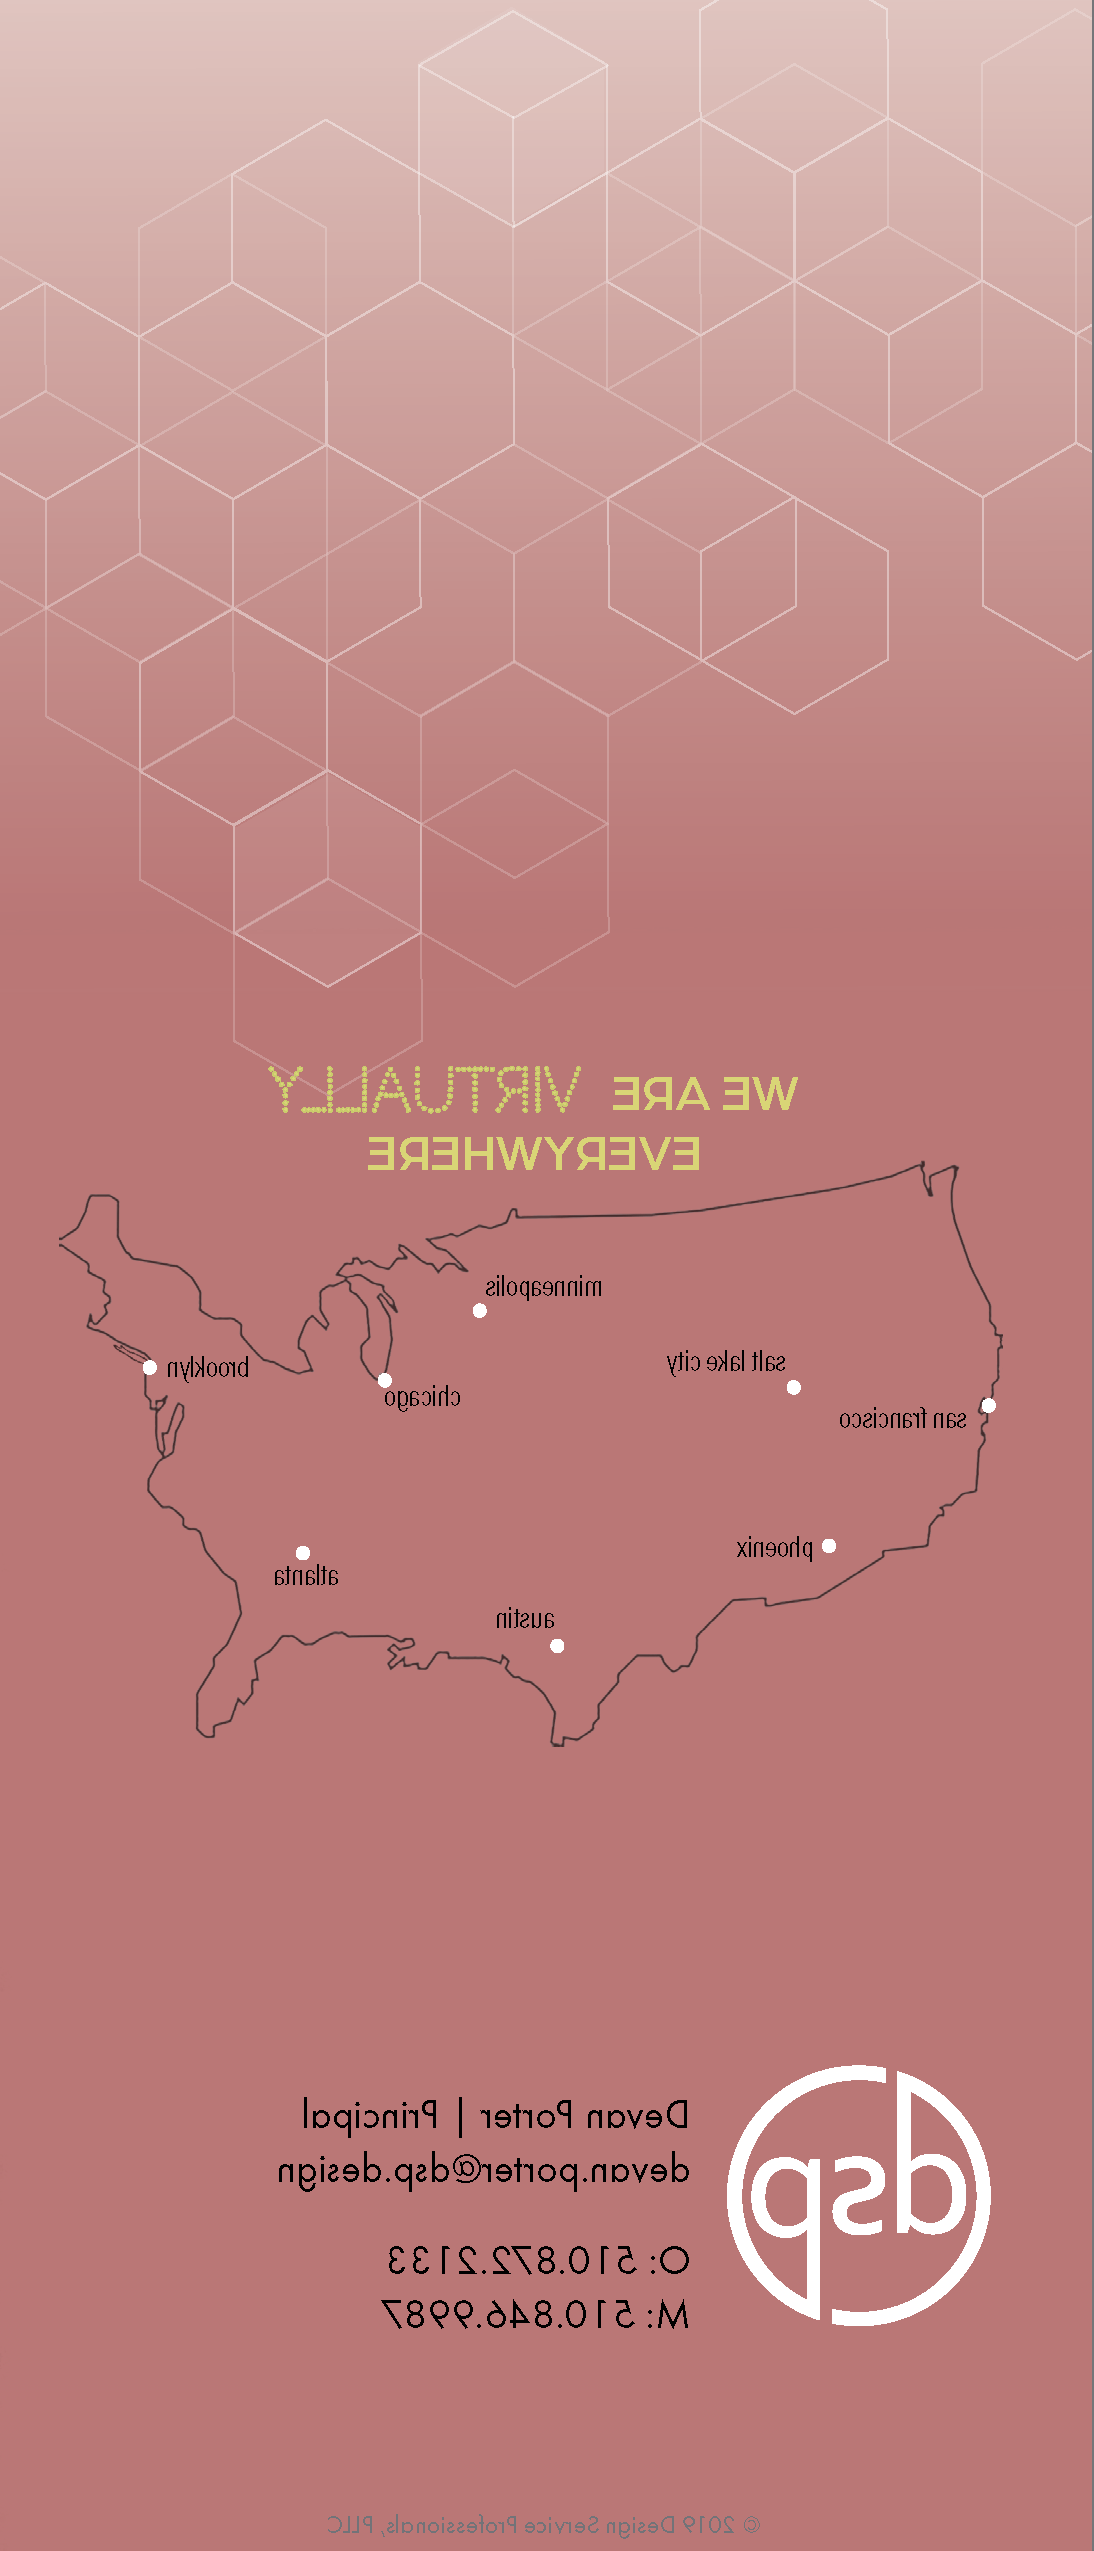 WE ARE VIRTUALLY
EVERYWHERE
minneapolis
salt lake city
brooklyn
chicago
san francisco
phoenix
atlanta
austin
dsp
Devan Porter | Principal
devan.porter@dsp.design
O: 510.872.2133
M: 510.846.9987
© 2019 Design Service Professionals, PLLC